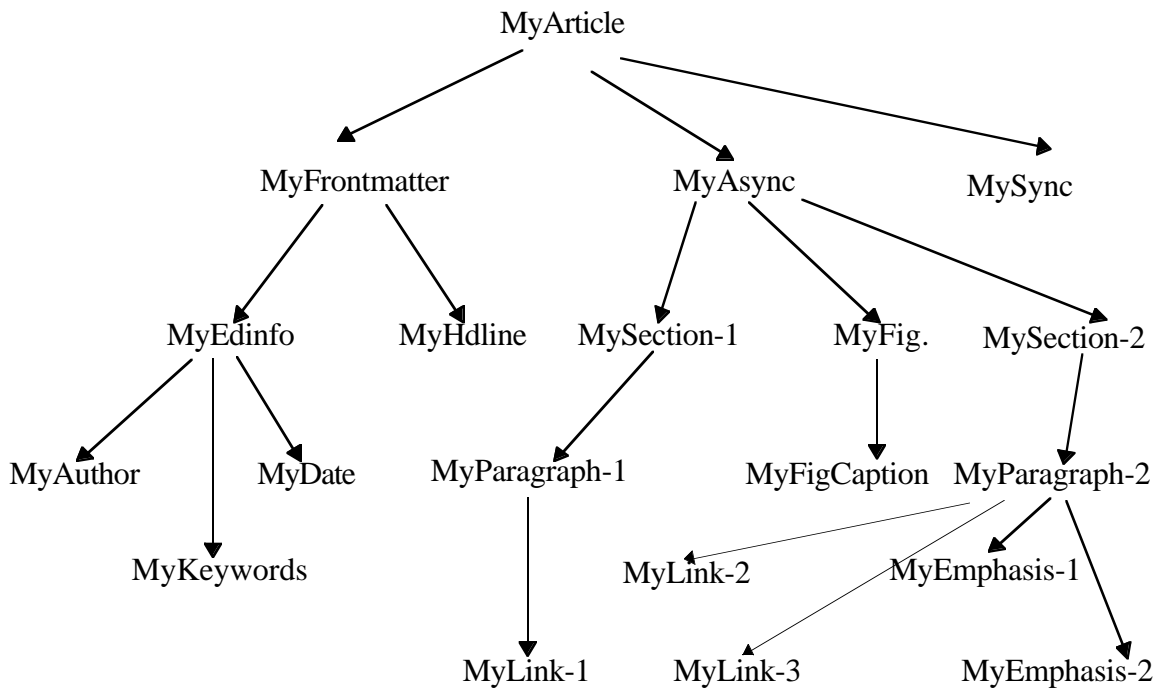 MyArticle
MyFrontmatter MyAsync MySync
MyEdinfo MyHdline MySection-1 MyFig. MySection-2
MyAuthor MyDate MyParagraph-1 MyFigCaption MyParagraph-2
MyKeywords MyLink-2 MyEmphasis-1
MyLink-1 MyLink-3 MyEmphasis-2